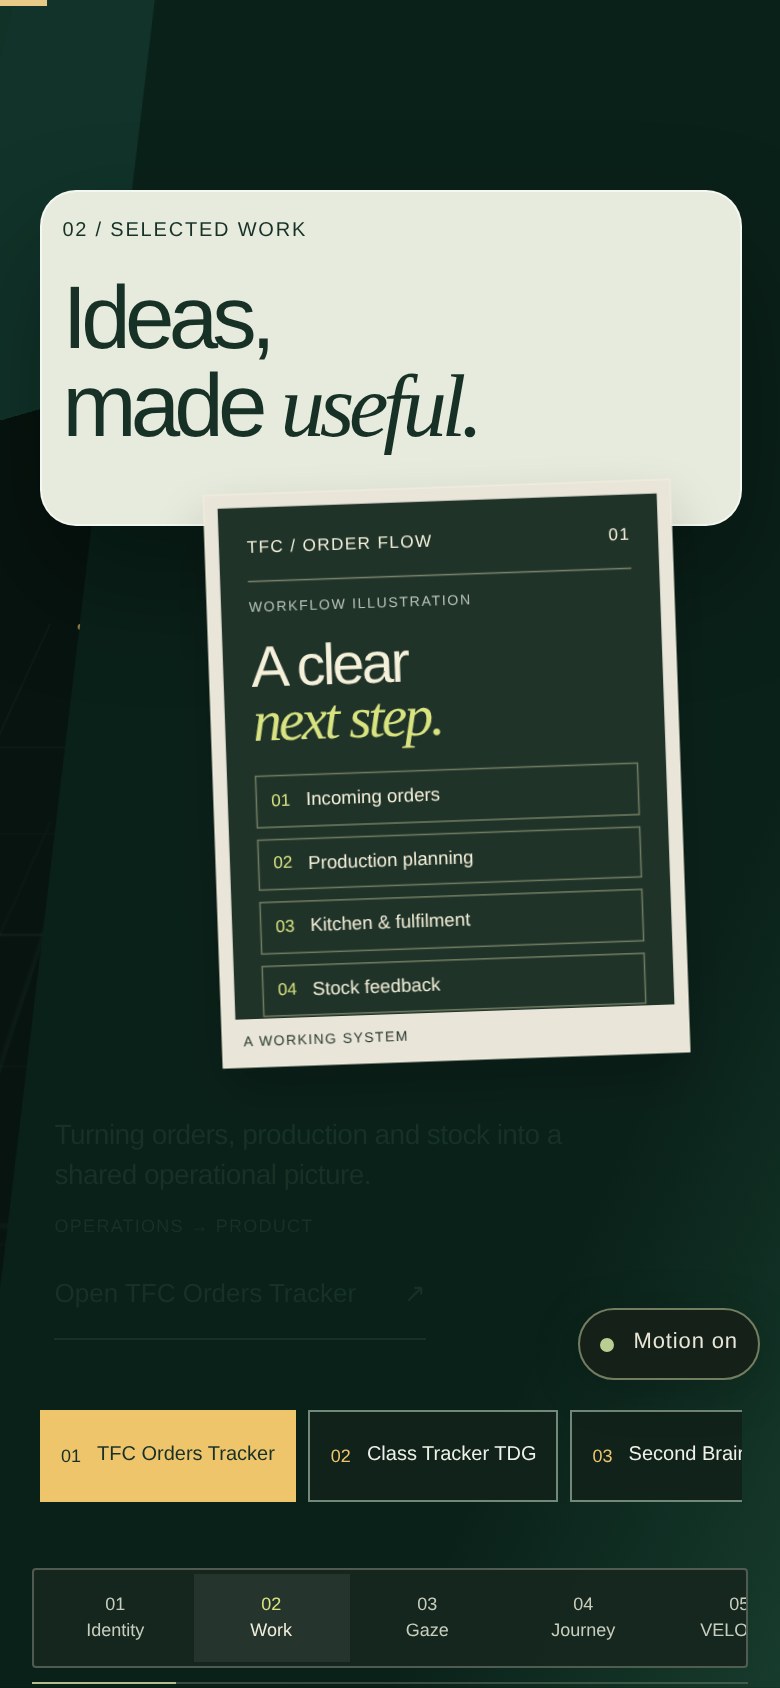 02 / SELECTED WORK
Ideas,
made useful.
TFC / ORDER FLOW 01
WORKFLOW ILLUSTRATION
A clear
next step.
01 Incoming orders
02 Production planning
03 Kitchen & fulfilment
04 Stock feedback
A WORKING SYSTEM
Turning orders, production and stock into a
shared operational picture.
OPERATIONS → PRODUCT
Open TFC Orders Tracker ↗
Motion on
01 TFC Orders Tracker
02 Class Tracker TDG
03 Second Brain
01 02 03 04 05
Identity Work Gaze Journey VELO